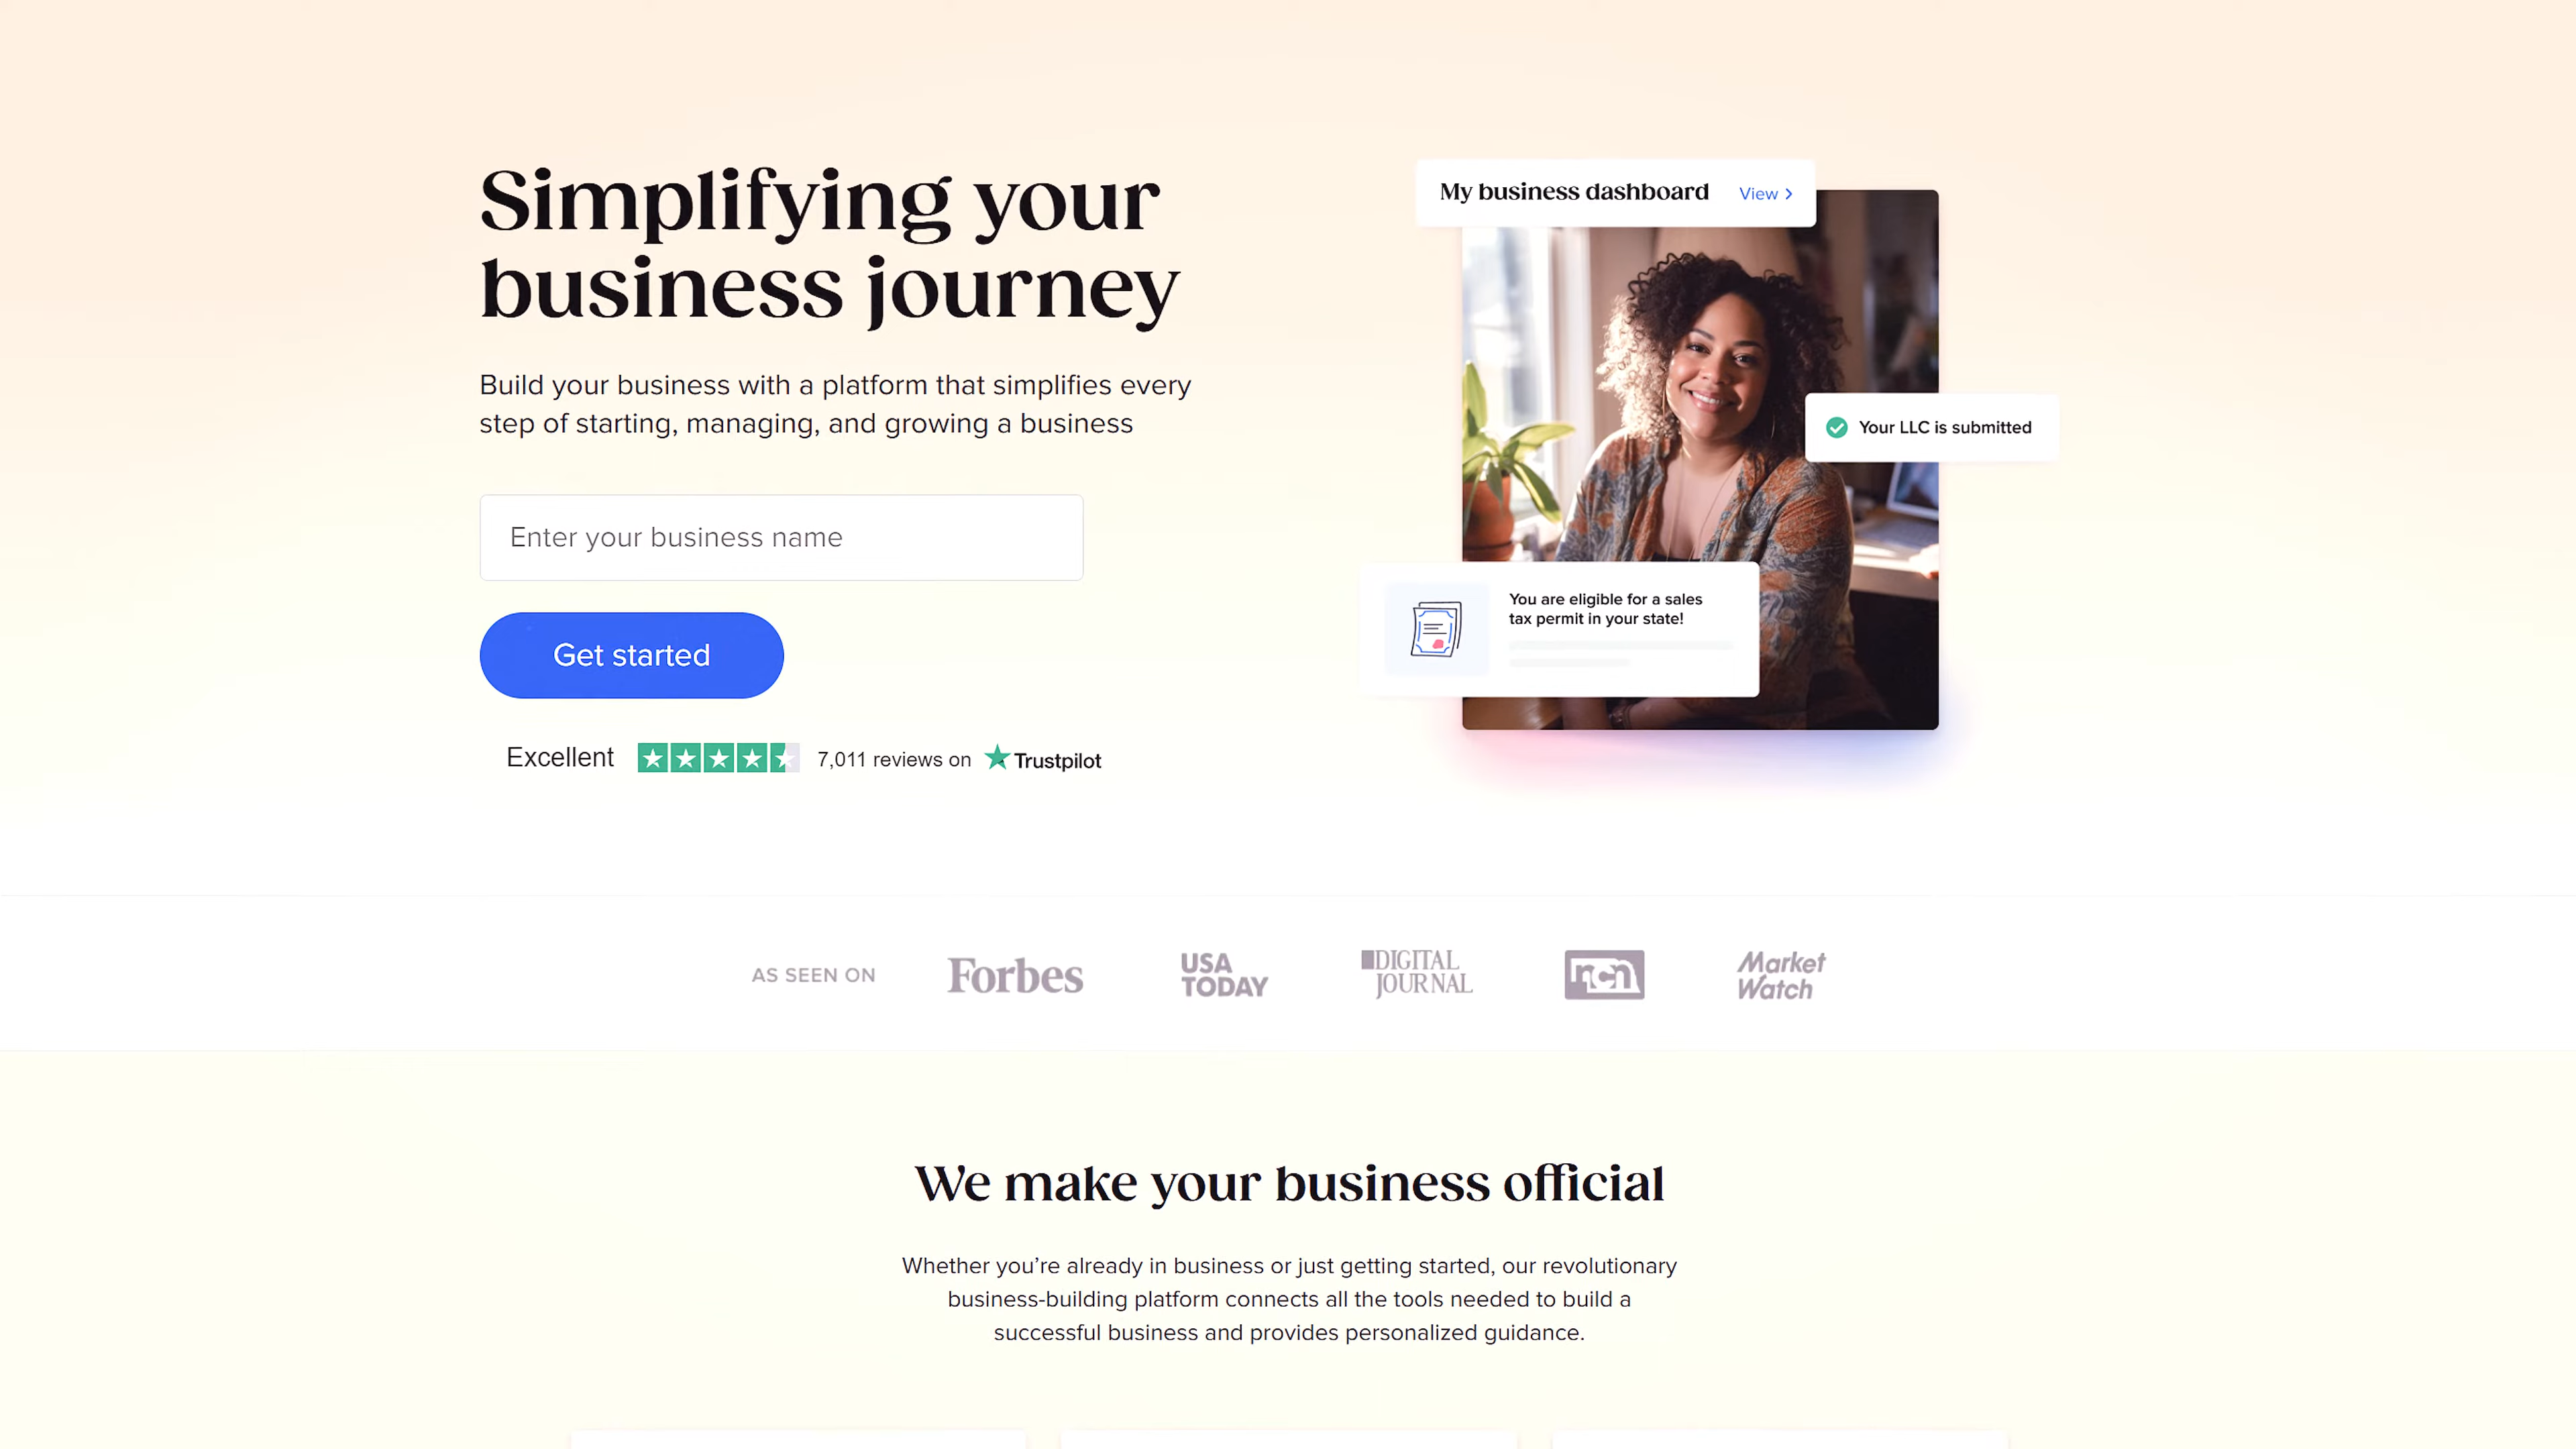 Simplifying your
business journey
Build your business with a platform that simplifies every
step of starting, managing, and growing a business
Enter your business name
Get started
Excellent
7,011 reviews on
Trustpilot
My business dashboard
View
Your LLC is submitted
You are eligible for a sales
tax permit in your state!
AS SEEN ON
Forbes
USA
TODAY
DIGITAL
JOURNAL
ncn
Market
Watch
We make your business official
Whether you’re already in business or just getting started, our revolutionary
business-building platform connects all the tools needed to build a
successful business and provides personalized guidance.